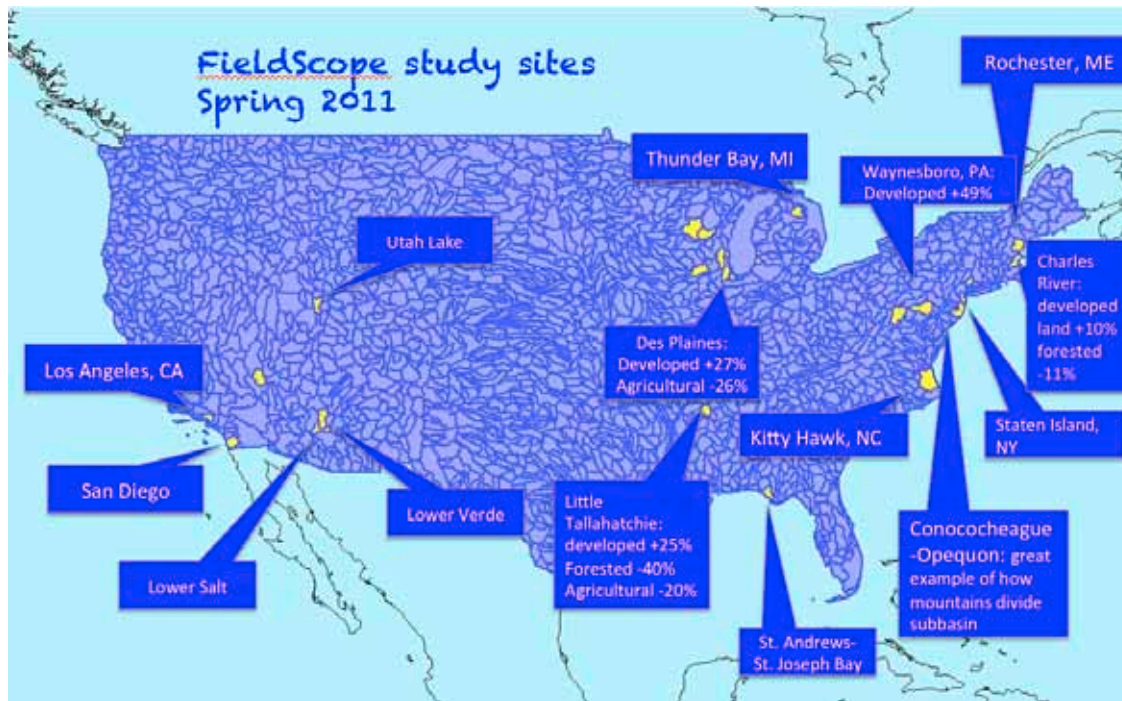 FieldScope study sites
Spring 2011
Rochester, ME
Thunder Bay, MI
Waynesboro, PA:
Developed +49%
Utah Lake
Charles
River:
developed
land +10%
forested
-11%
Des Plaines:
Developed +27%
Agricultural -26%
Los Angeles, CA
Kitty Hawk, NC
Staten Island,
NY
San Diego
Lower Verde
Little
Tallahatchie:
developed +25%
Forested -40%
Agricultural -20%
Conococheague
-Opequon: great
example of how
mountains divide
subbasin
Lower Salt
St. Andrews-
St. Joseph Bay